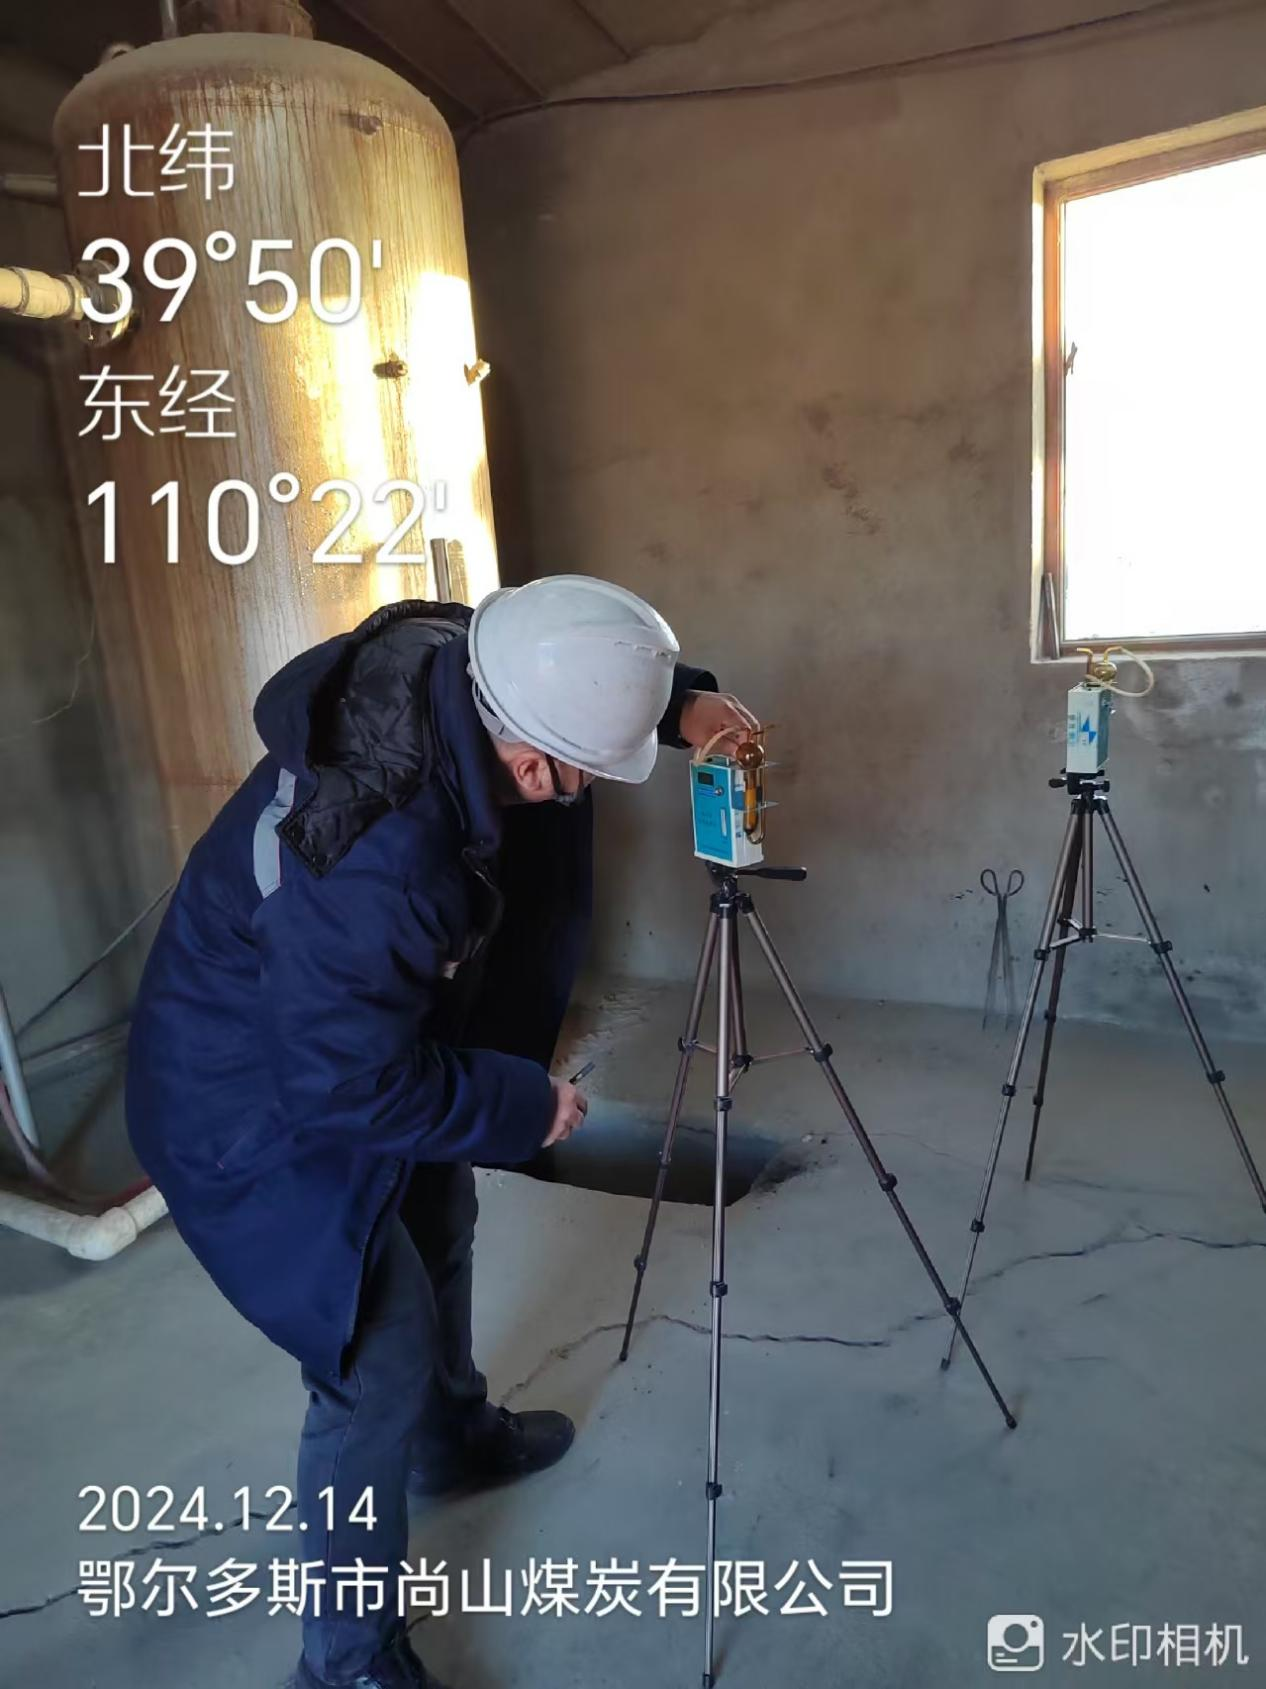 北纬
39°50'
东经
110°22'
2024.12.14
鄂尔多斯市尚山煤炭有限公司
水印相机